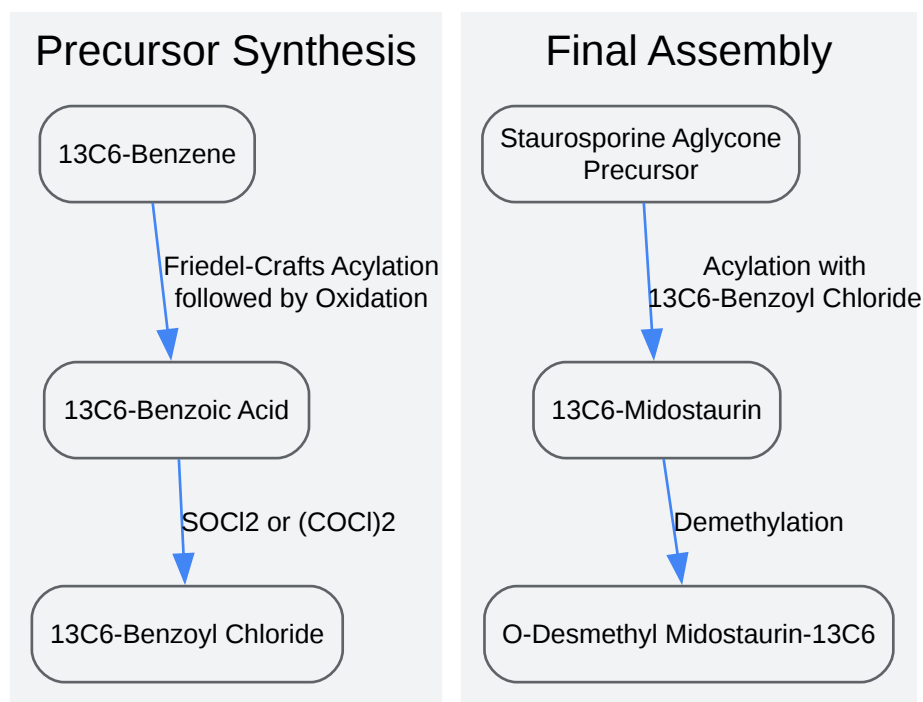 Precursor Synthesis
13C6-Benzene
Friedel-Crafts Acylation
followed by Oxidation
13C6-Benzoic Acid
SOCl2 or (COCl)2
13C6-Benzoyl Chloride
Final Assembly
Staurosporine Aglycone
Precursor
Acylation with
13C6-Benzoyl Chloride
13C6-Midostaurin
Demethylation
O-Desmethyl Midostaurin-13C6